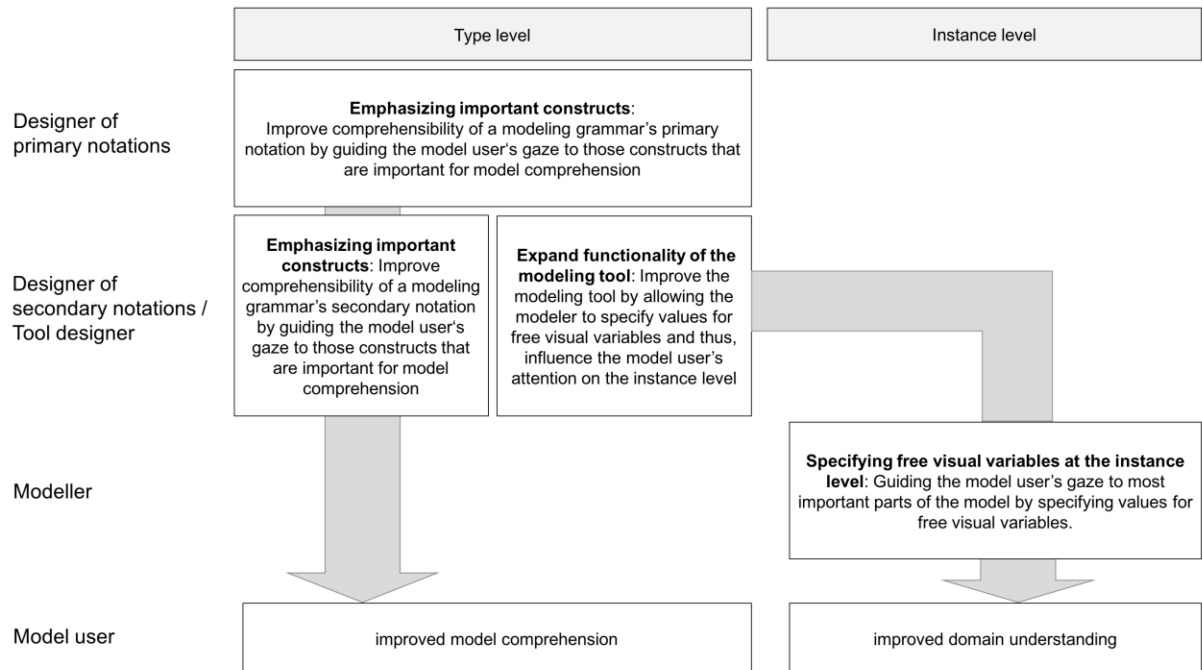 Type level
Instance level
Designer of
primary notations
Emphasizing important constructs:
Improve comprehensibility of a modeling grammar's primary
notation by guiding the model user‘s gaze to those constructs that
are important for model comprehension
Designer of
secondary notations /
Tool designer
Emphasizing important
constructs: Improve
comprehensibility of a modeling
grammar’s secondary notation
by guiding the model user‘s
gaze to those constructs that
are important for model
comprehension
Expand functionality of the
modeling tool: Improve the
modeling tool by allowing the
modeler to specify values for
free visual variables and thus,
influence the model user’s
attention on the instance level
Modeller
Specifying free visual variables at the instance
level: Guiding the model user’s gaze to most
important parts of the model by specifying values for
free visual variables.
Model user
improved model comprehension
improved domain understanding